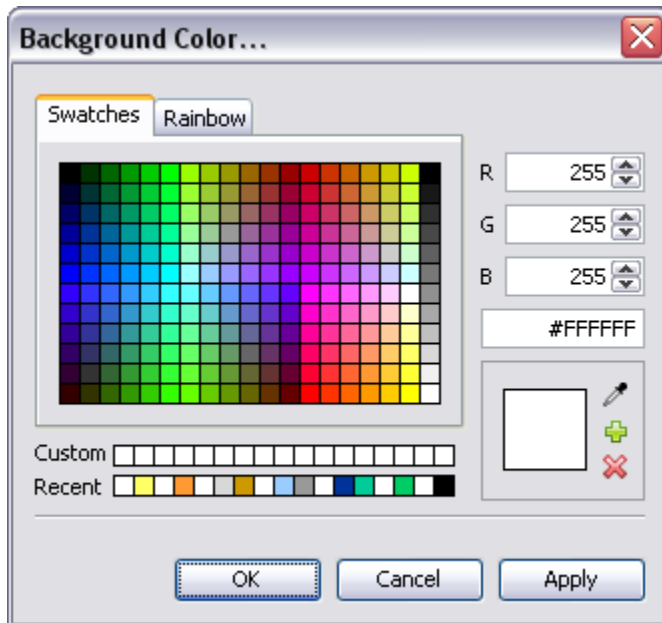 Background Color...
Swatches Rainbow
R 255
G 255
B 255
#FFFFFF
Custom
Recent
OK Cancel Apply